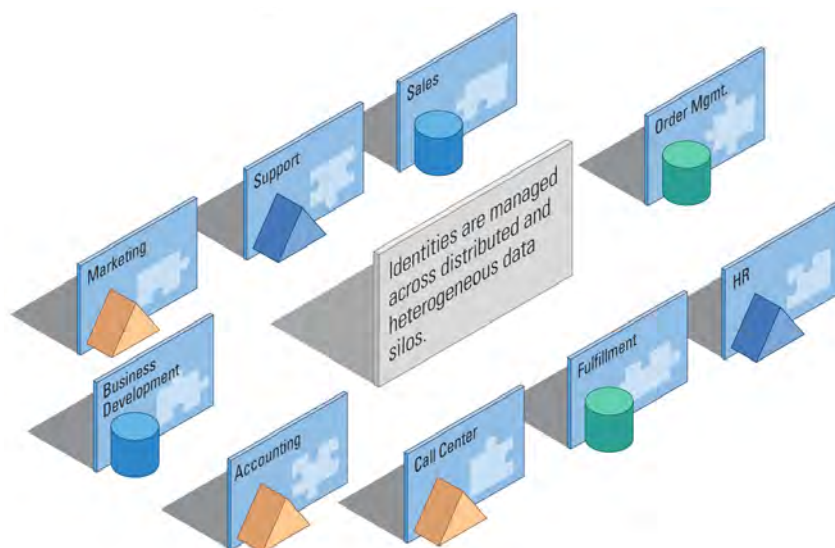 Sales
Order Mgmt.
Support
Identities are managed
across distributed and
heterogeneous data
silos.
Marketing
HR
Business
Development
Fulfillment
Accounting
Call Center